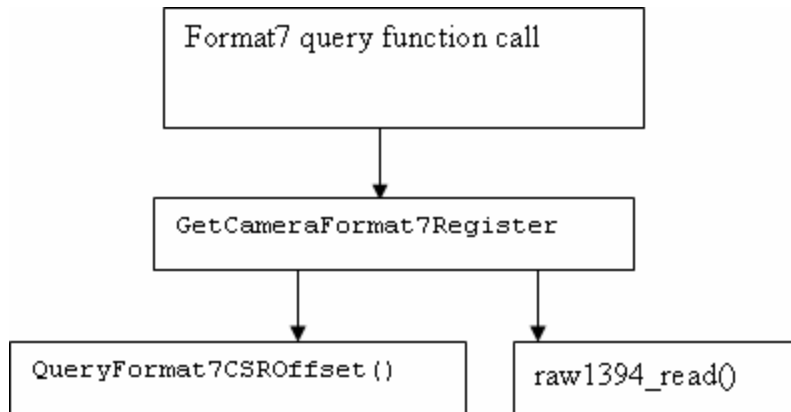 Format7 query function call
GetCameraFormat7Register
QueryFormat7CSROffset()
raw1394_read()